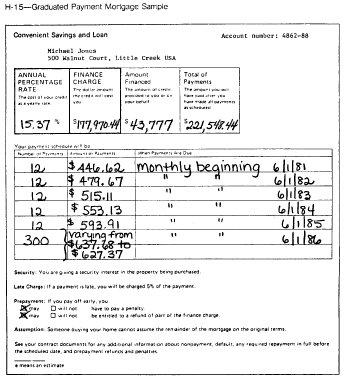 H-15—Graduated Payment Mortgage Sample
Convenient Savings and Loan Account number: 4862-88
Michael Jones
500 Walnut Court, Little Creek USA
ANNUAL PERCENTAGE RATE
The cost of your credit as a yearly rate.
15.37 %
FINANCE CHARGE
The dollar amount the credit will cost you.
$177,970.44
Amount Financed
The amount of credit provided to you or on your behalf.
$43,777
Total of Payments
The amount you will have paid after you have made all payments as scheduled.
$221,548.44
Your payment schedule will be:
Number of Payments Amount of Payments When Payments Are Due
12 $446.62 monthly beginning 6/1/81
12 $479.67 " " 6/1/82
12 $515.11 " " 6/1/83
12 $553.13 " " 6/1/84
12 $593.91 " " 6/1/85
300 varying from $637.68 to $627.37 6/1/86
Security: You are giving a security interest in the property being purchased.
Late Charge: If a payment is late, you will be charged 5% of the payment.
Prepayment: If you pay off early, you
may will not have to pay a penalty.
may will not be entitled to a refund of part of the finance charge.
Assumption: Someone buying your home cannot assume the remainder of the mortgage on the original terms.
See your contract documents for any additional information about nonpayment, default, any required repayment in full before
the scheduled date, and prepayment refunds and penalties.
e means an estimate